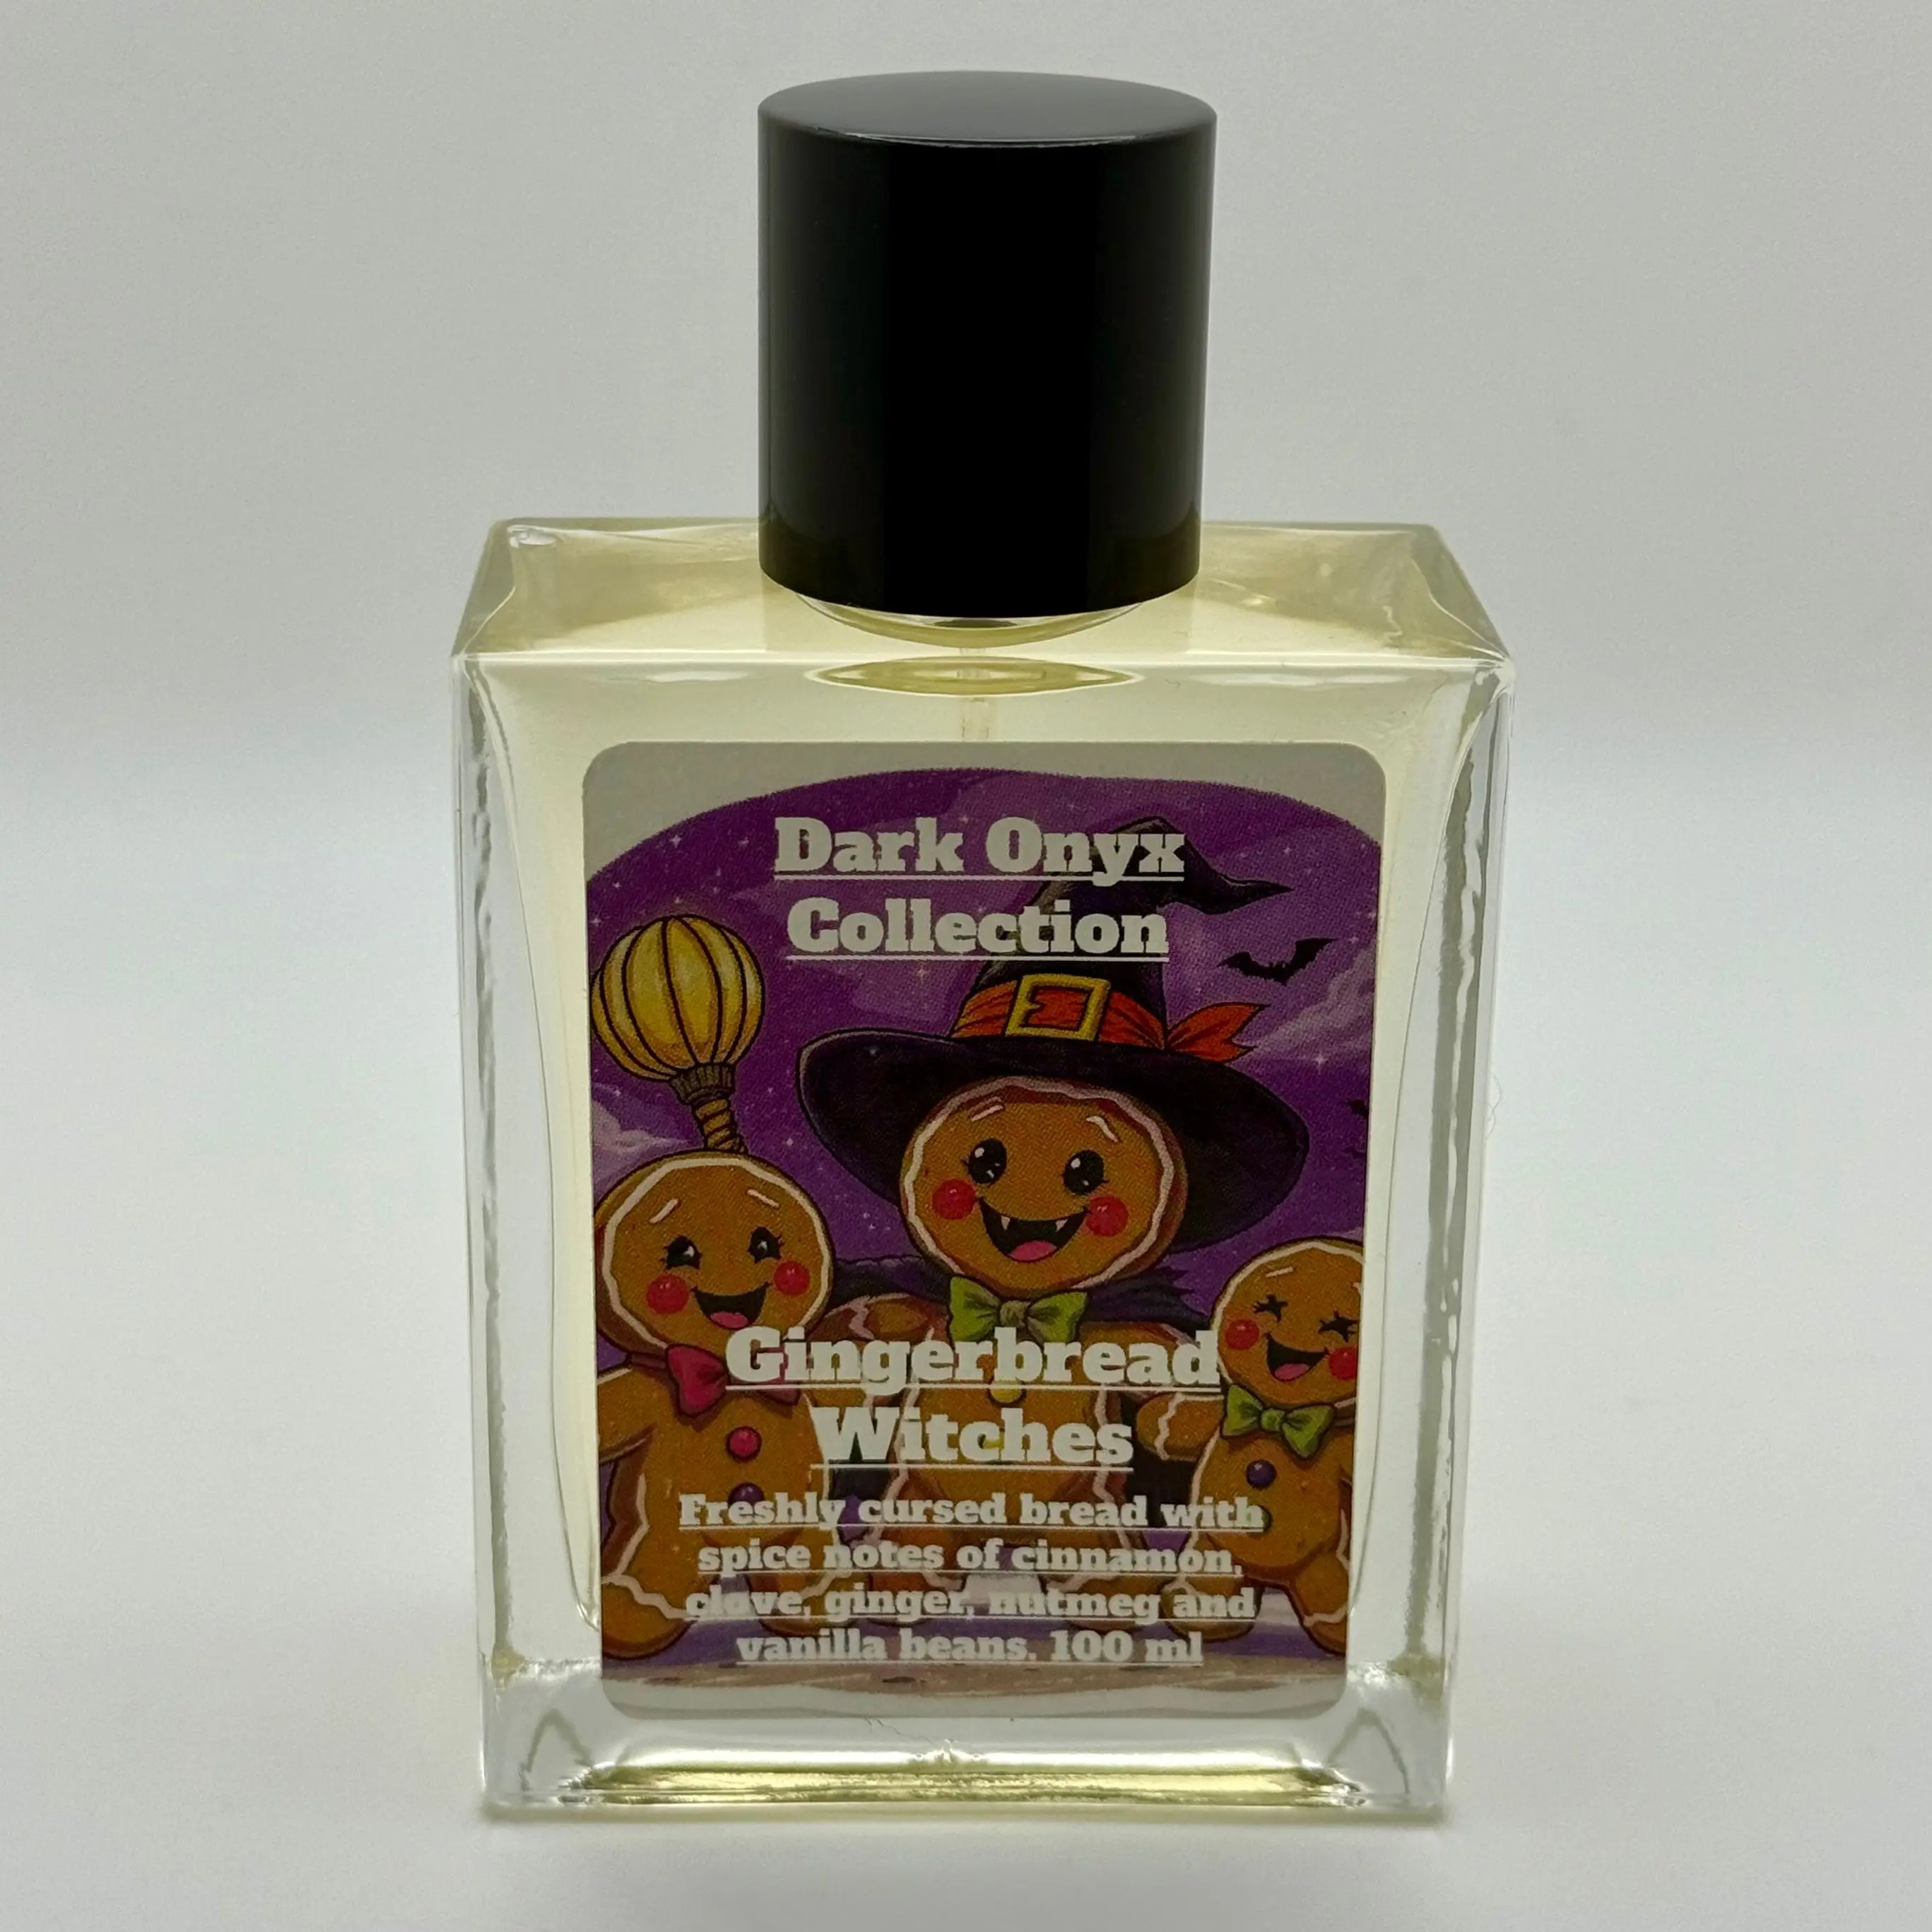 Dark Onyx
Collection
Gingerbread
Witches
Freshly cursed bread with
spice notes of cinnamon,
clove, ginger, nutmeg and
vanilla beans. 100 ml